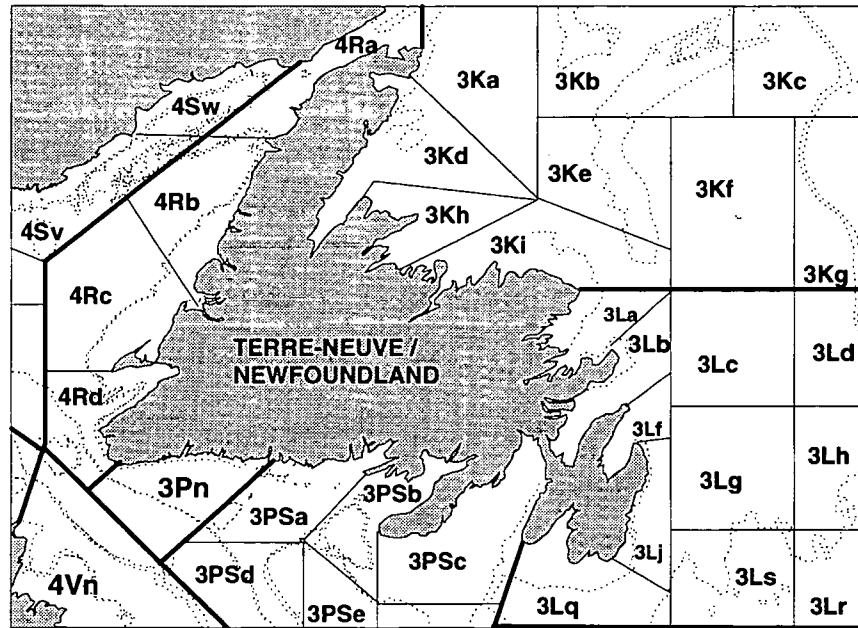 4Ra
3Ka
3Kb
3Kc
4Sw
3Kd
3Ke
3Kf
4Rb
3Kh
4Sv
3Ki
3Kg
4Rc
3La
3Lb
3Lc
3Ld
TERRE-NEUVE /
NEWFOUNDLAND
4Rd
3Lf
3Pn
3PSb
3Lg
3Lh
3PSa
3Lj
3PSc
3PSd
4Vn
3Ls
3PSe
3Lq
3Lr